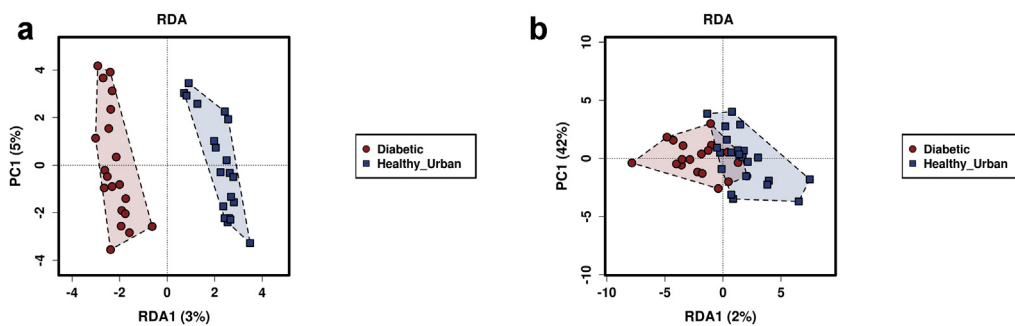 a
RDA
PC1 (5%)
4
2
0
-2
-4
-4
-2
0
2
4
RDA1 (3%)
Diabetic
Healthy_Urban
b
RDA
PC1 (42%)
10
5
0
-5
-10
-10
-5
0
5
RDA1 (2%)
Diabetic
Healthy_Urban